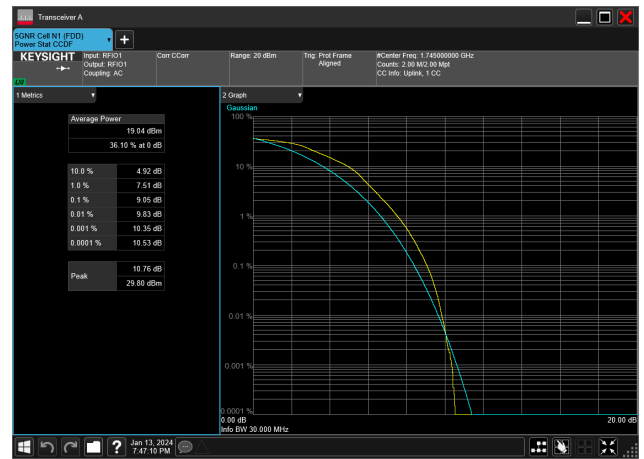 Transceiver A
5GNR Cell N1 (FDD)
Power Stat CCDF
KEYSIGHT
Input: RFIO1
Output: RFIO1
Coupling: AC
Corr CCorr
Range: 20 dBm
Trig: Prot Frame
Aligned
#Center Freq: 1.745000000 GHz
Counts: 2.00 M/2.00 Mpt
CC Info: Uplink, 1 CC
1 Metrics
Average Power
19.04 dBm
36.10 % at 0 dB
10.0 % 4.92 dB
1.0 % 7.51 dB
0.1 % 9.05 dB
0.01 % 9.83 dB
0.001 % 10.35 dB
0.0001 % 10.53 dB
Peak
10.76 dB
29.80 dBm
2 Graph
Gaussian
100 %
10 %
1 %
0.1 %
0.01 %
0.001 %
0.0001 %
0.00 dB
20.00 dB
Info BW 30.000 MHz
?
Jan 13, 2024
7:47:10 PM